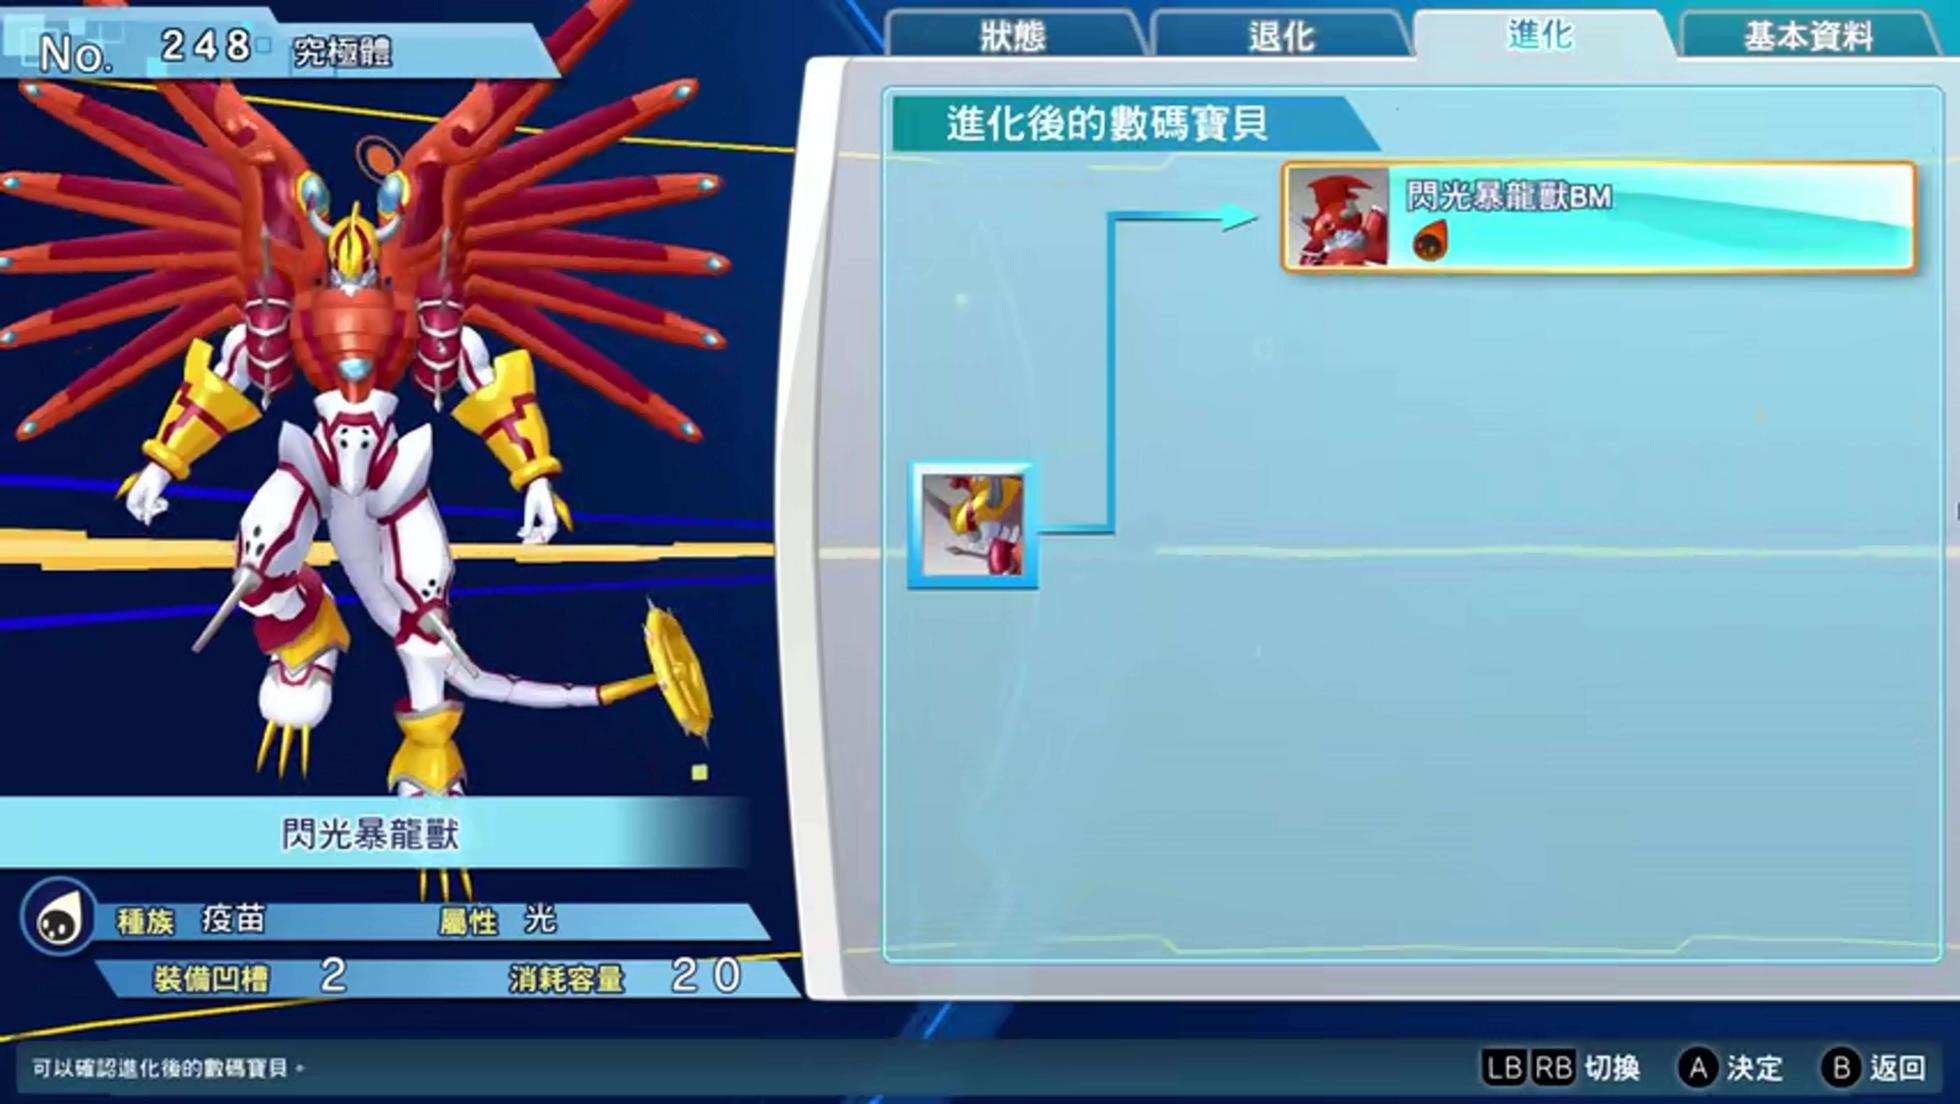 No. 248 究極體
狀態 退化 進化 基本資料
進化後的數碼寶貝
閃光暴龍獸BM
閃光暴龍獸
種族 疫苗 屬性 光
裝備凹槽 2 消耗容量 20
可以確認進化後的數碼寶貝。
LB RB 切換 A 決定 B 返回